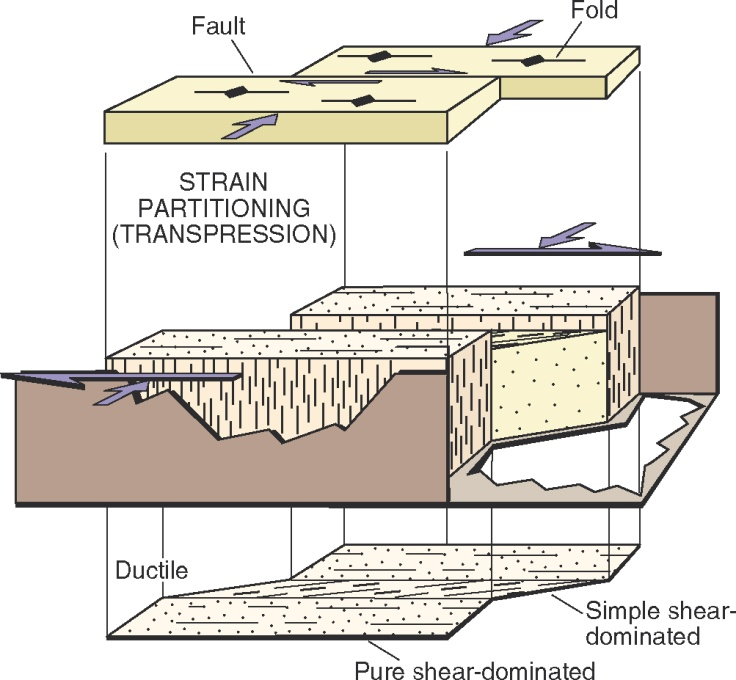 Fold
Fault
STRAIN
PARTITIONING
(TRANSPRESSION)
Ductile
Simple shear-
dominated
Pure shear-dominated